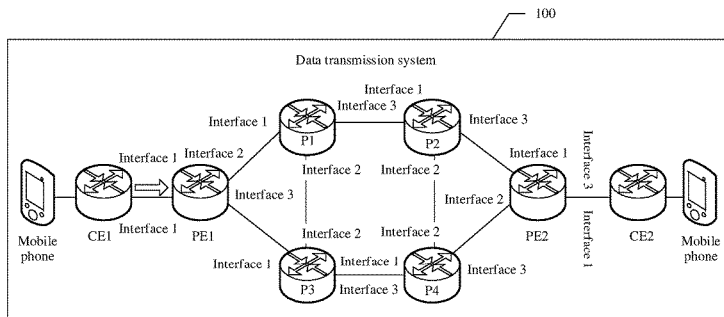 100
Data transmission system
Interface 1
Interface 3
Interface 1
P1
P2
Interface 3
Interface 1
Interface 2
Interface 1
Interface 2
Interface 2
Interface 1
Interface 3
Interface 3
Interface 2
Mobile phone
CE1
Interface 1
PE1
PE2
Interface 1
CE2
Mobile phone
Interface 2
Interface 2
Interface 1
Interface 1
Interface 3
Interface 3
P3
P4